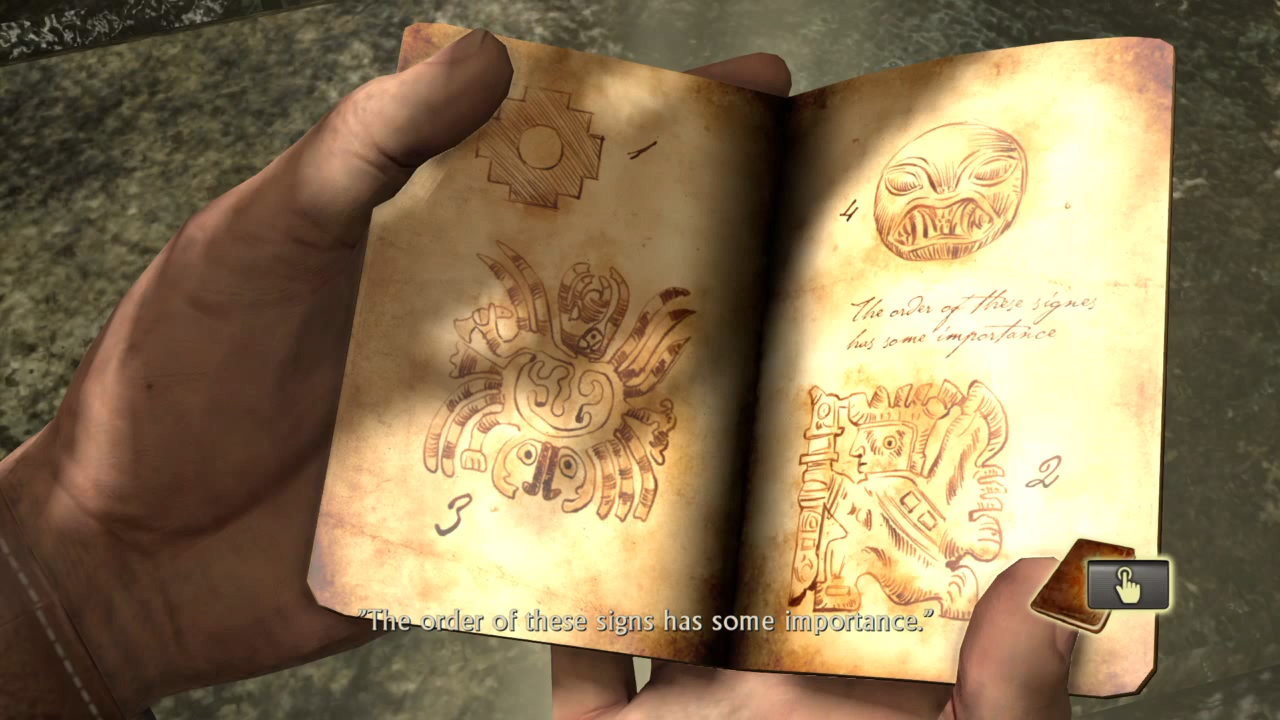 1
3
4
The order of these signes
has some importance
2
"The order of these signs has some importance."